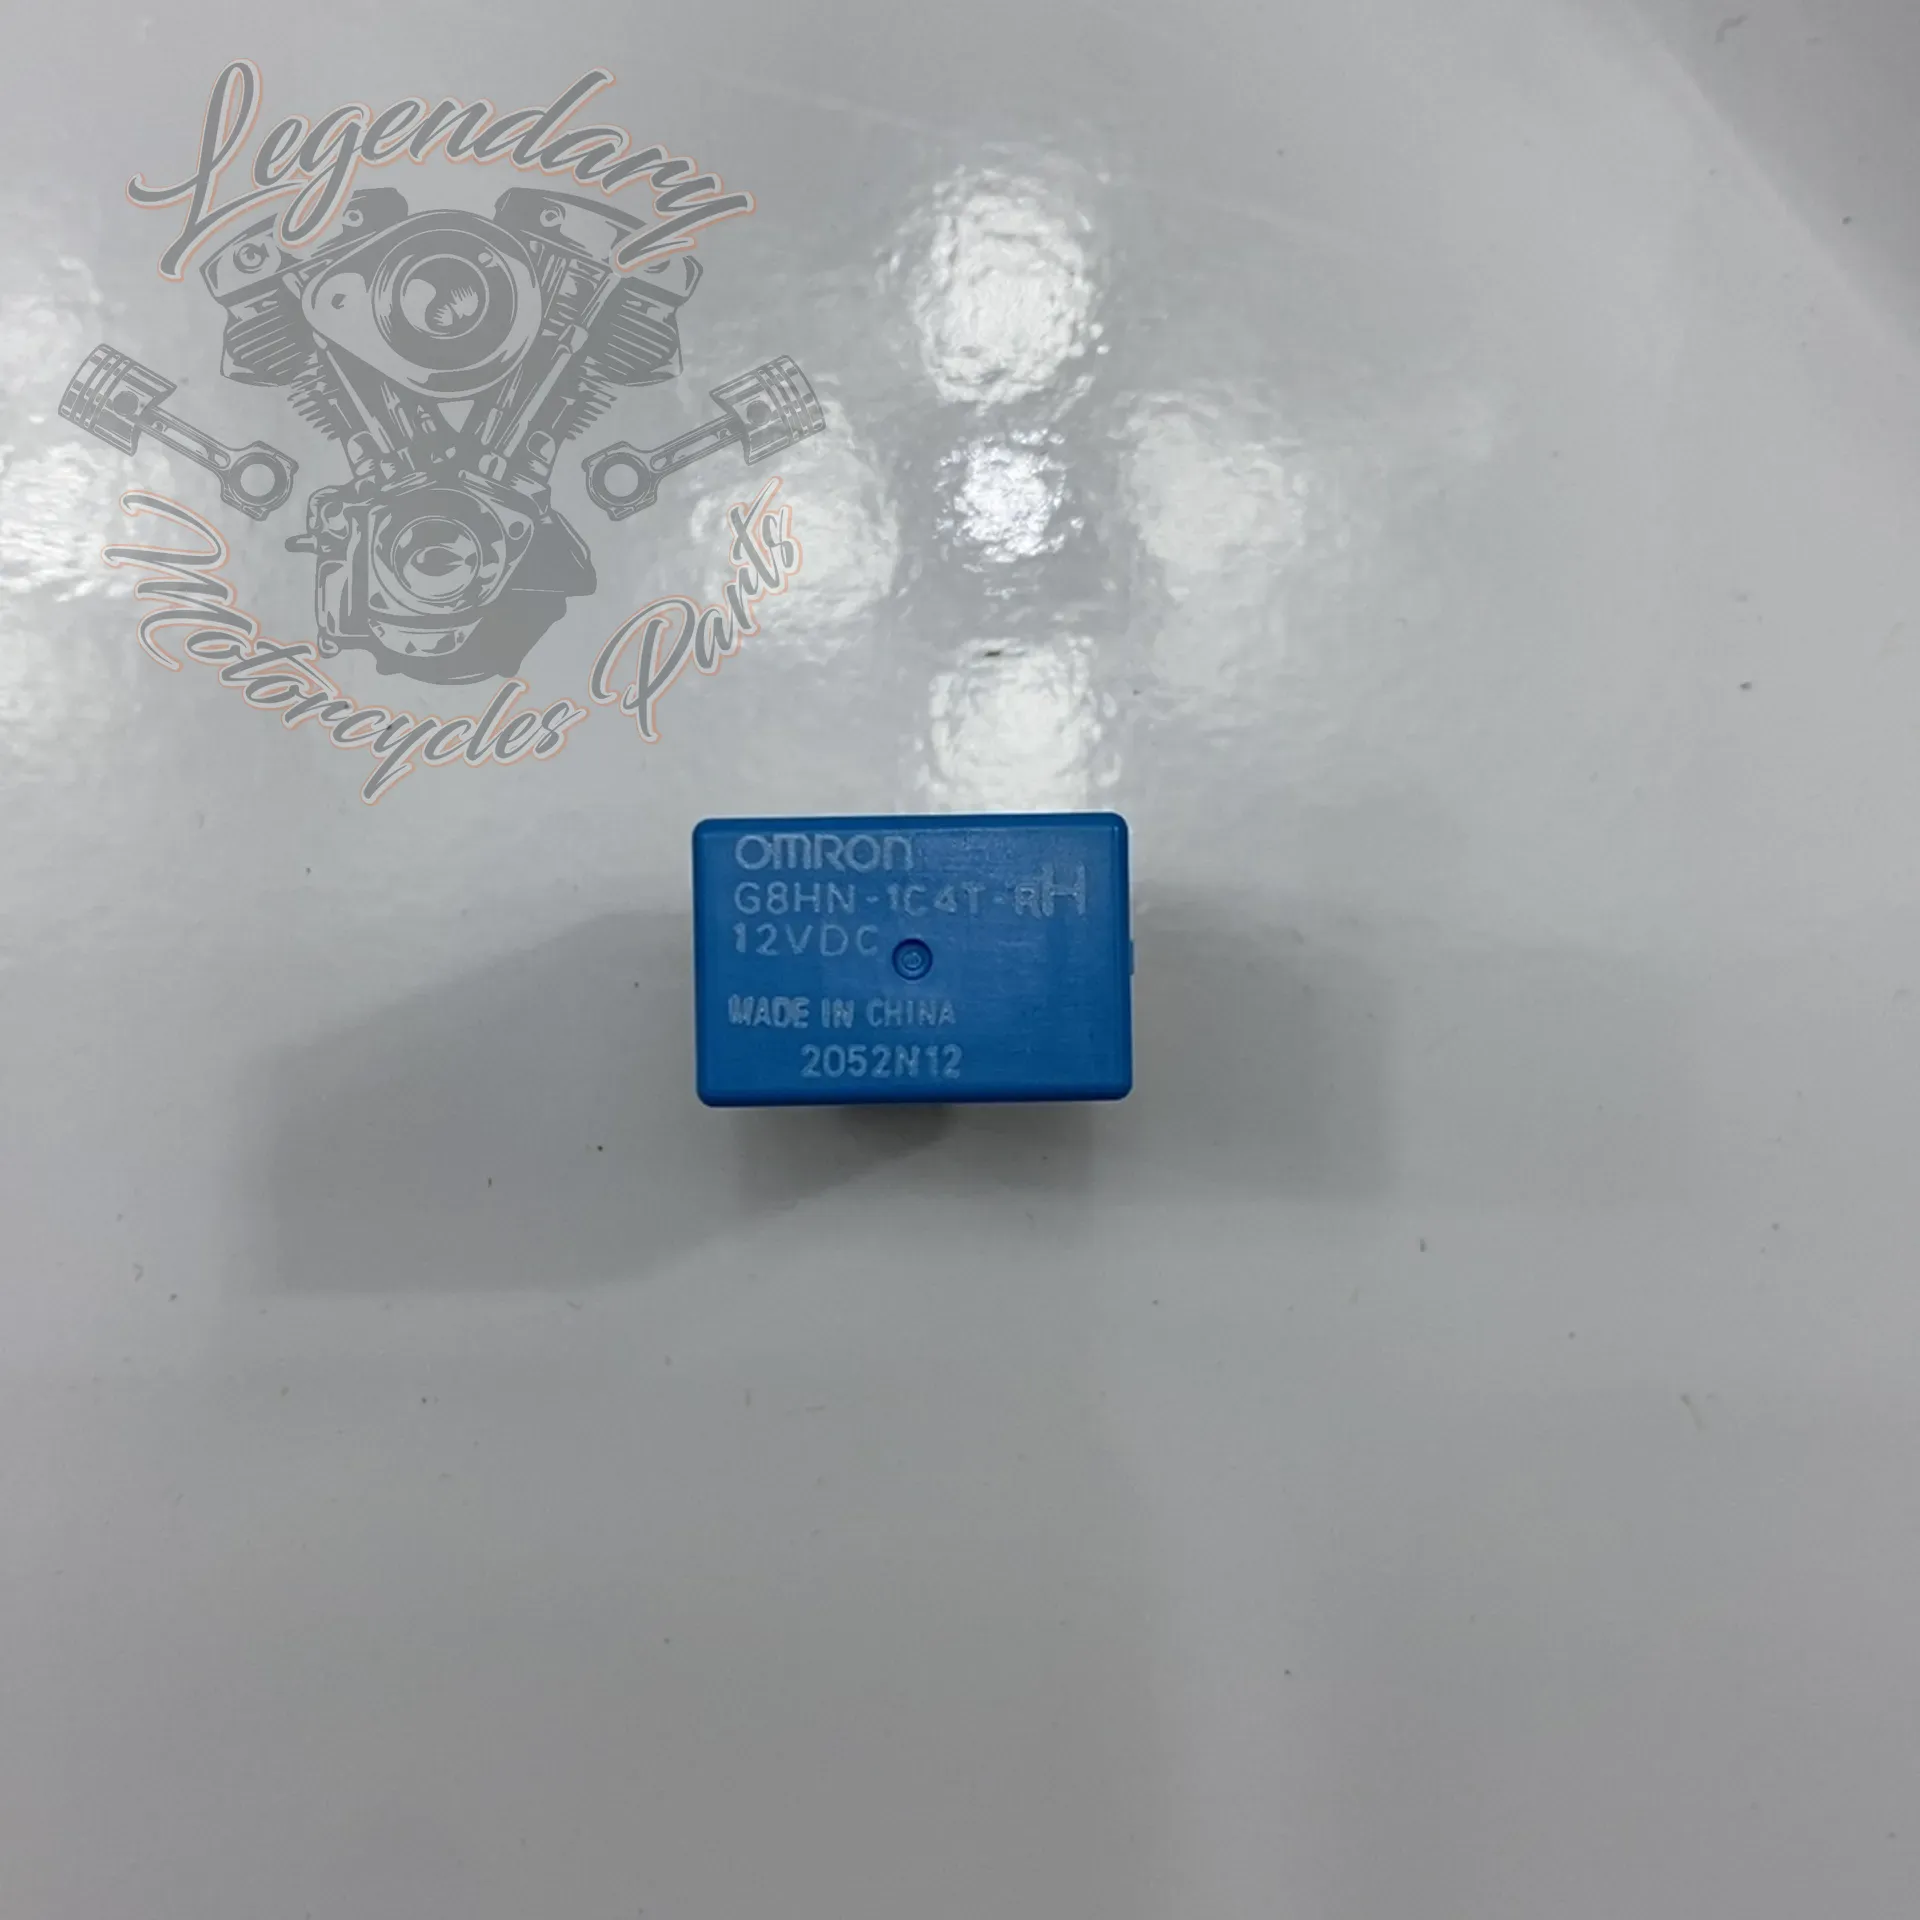 Legendary
Motorcycles Parts
OMRON
G8HN-1C4T-RH
12VDC
MADE IN CHINA
2052N12